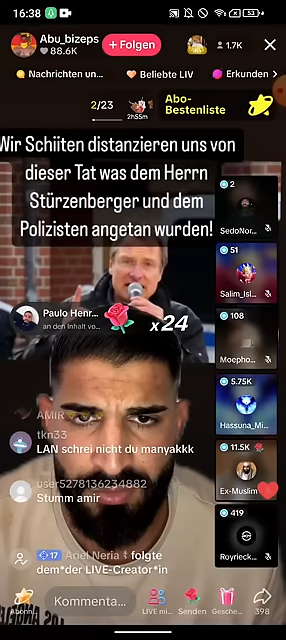 16:38
53
Abu_bizeps
88.6K
+ Folgen
1.7K
Nachrichten un...
Beliebte LIV
Erkunden
2/23
2h55m
Abo-
Bestenliste
Wir Schiiten distanzieren uns von
dieser Tat was dem Herrn
Stürzenberger und dem
Polizisten angetan wurden!
2
SedoNor...
51
Salim_Isl...
108
Moepho...
5.75K
Hassuna_Mi...
11.5K
Ex-Muslim
419
Royrieck...
Paulo Henr...
an den Inhalt vo...
x24
AMIR
tkn33
LAN schrei nicht du manyakkk
user5278136234882
Stumm amir
17 Ariel Neria folgte
dem*der LIVE-Creator*in
Abonn...
Kommenta...
LIVE mi...
Senden
Gesche...
398